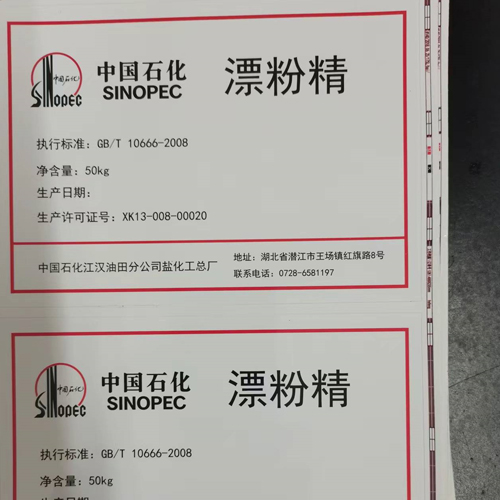 中国石化
SINOPEC
中国石化
SINOPEC
漂粉精
执行标准：GB/T 10666-2008
净含量：50kg
生产日期：
生产许可证号：XK13-008-00020
中国石化江汉油田分公司盐化工总厂
地址：湖北省潜江市王场镇红旗路8号
联系电话：0728-6581197
中国石化
SINOPEC
中国石化
SINOPEC
漂粉精
执行标准：GB/T 10666-2008
净含量：50kg
生产日期